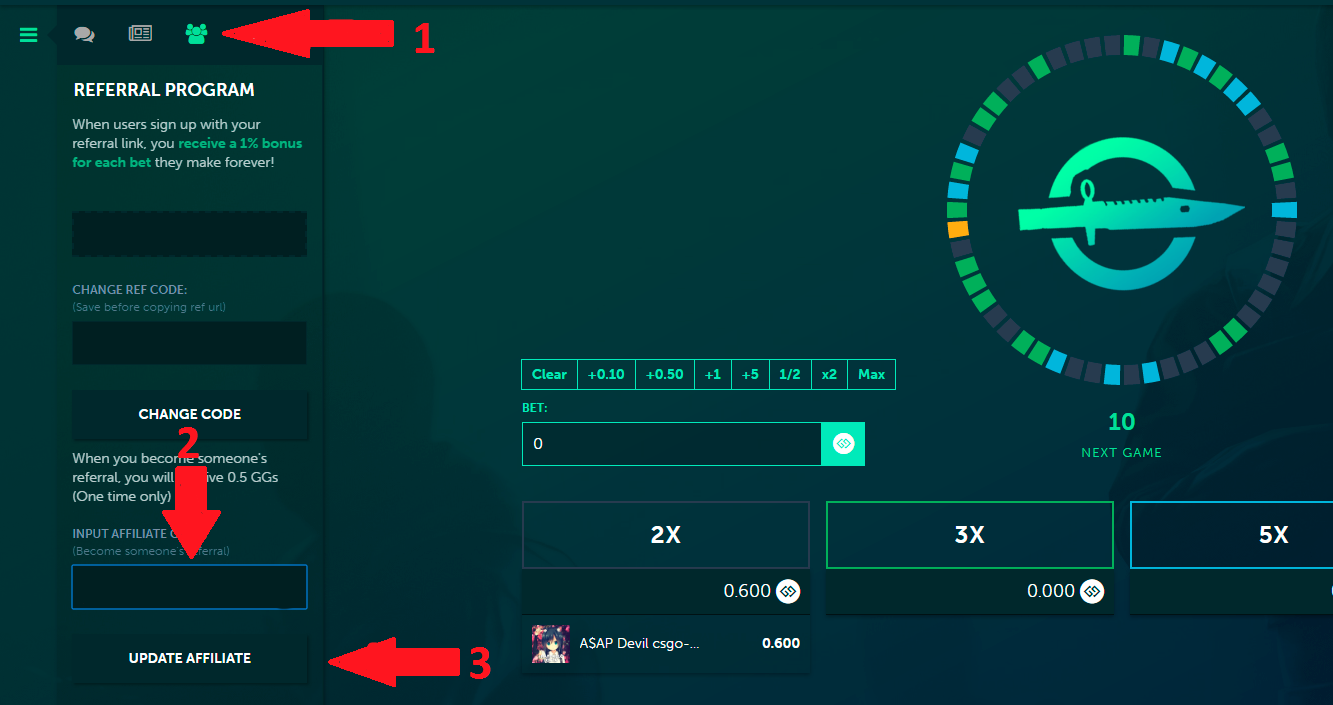 1
REFERRAL PROGRAM
When users sign up with your
referral link, you receive a 1% bonus
for each bet they make forever!
CHANGE REF CODE:
(Save before copying ref url)
CHANGE CODE
2
When you become someone's
referral, you will ive 0.5 GGs
(One time only)
INPUT AFFILIATE
(Become someone's referral)
UPDATE AFFILIATE
3
Clear +0.10 +0.50 +1 +5 1/2 x2 Max
BET:
0
10
NEXT GAME
2X 3X 5X
0.600 0.000
A$AP Devil csgo-... 0.600